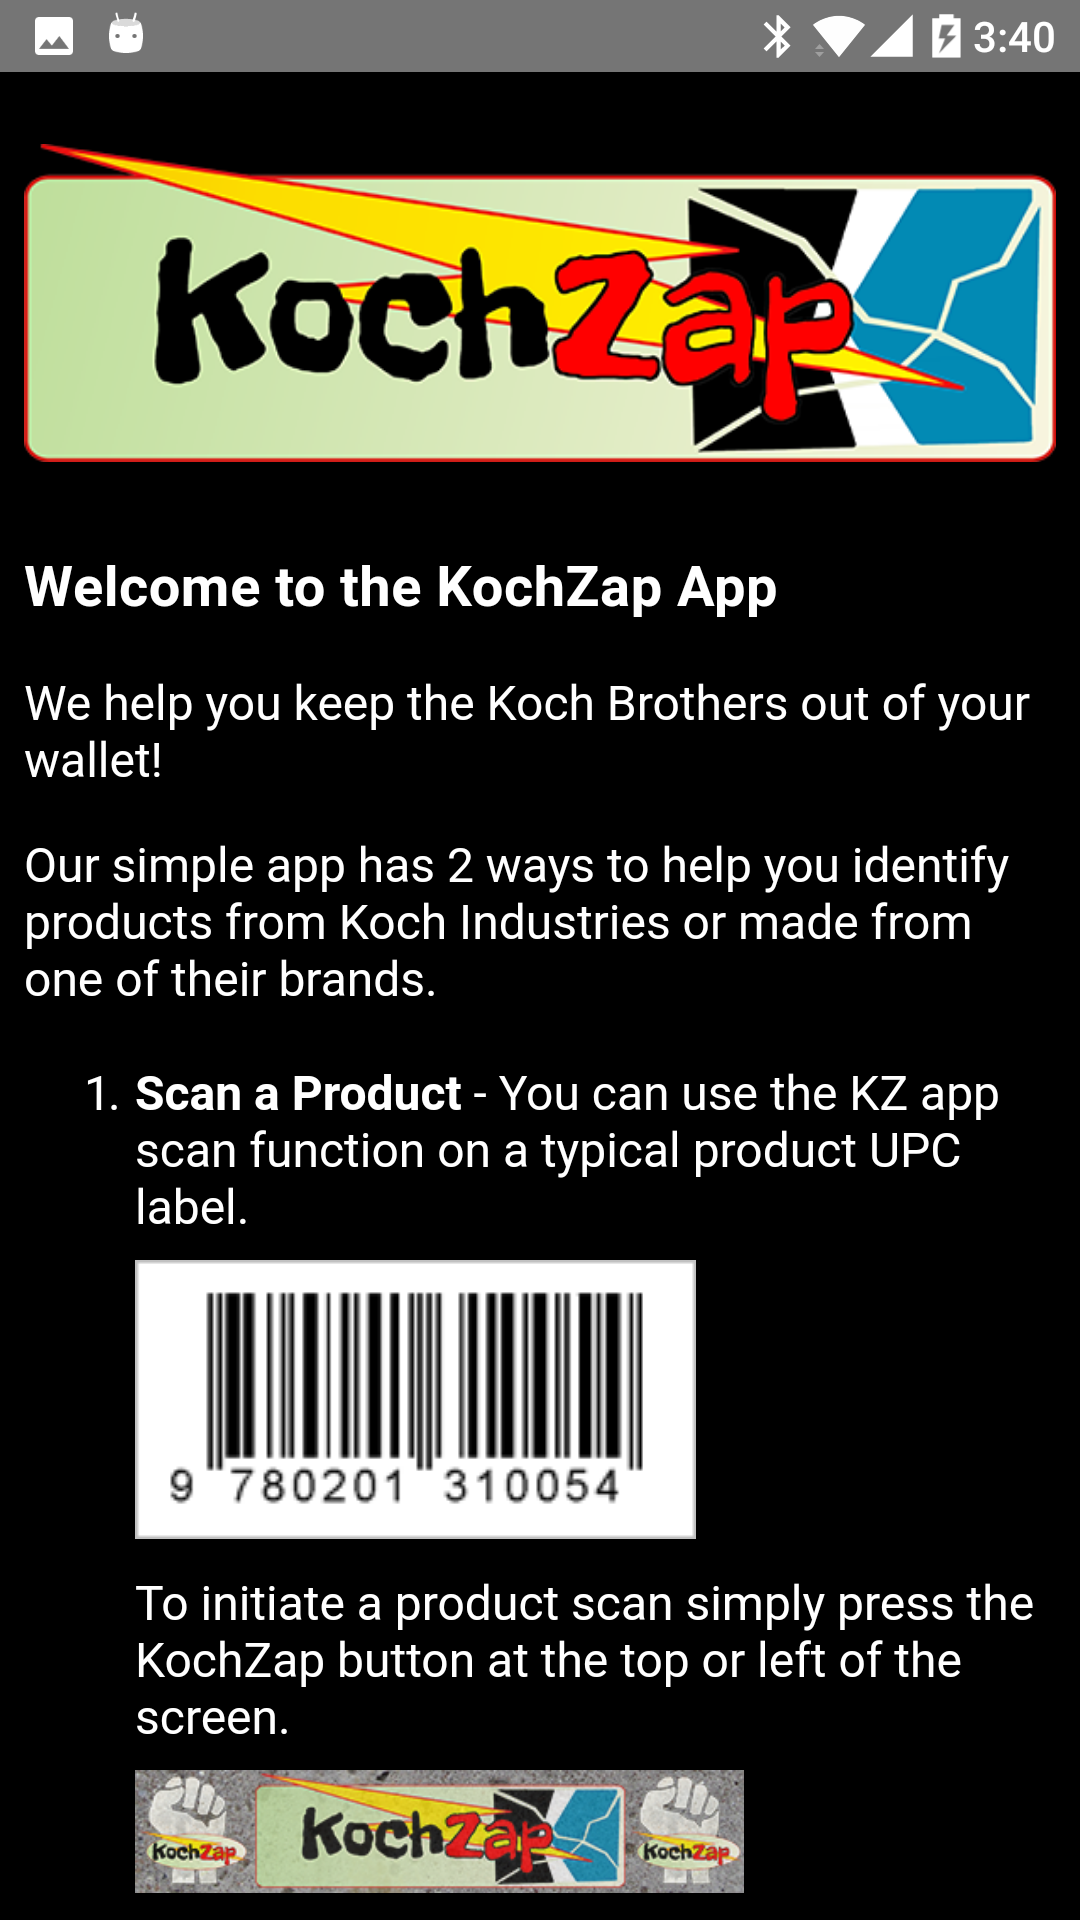 3:40
KochZap
Welcome to the KochZap App
We help you keep the Koch Brothers out of your
wallet!
Our simple app has 2 ways to help you identify
products from Koch Industries or made from
one of their brands.
1. Scan a Product - You can use the KZ app
scan function on a typical product UPC
label.
9 780201 310054
To initiate a product scan simply press the
KochZap button at the top or left of the
screen.
KochZap KochZap KochZap